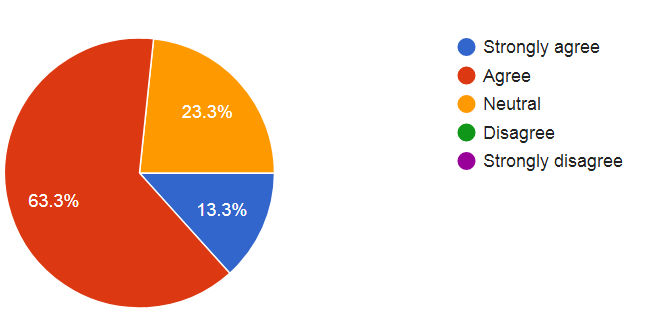 23.3%
63.3%
13.3%
Strongly agree
Agree
Neutral
Disagree
Strongly disagree